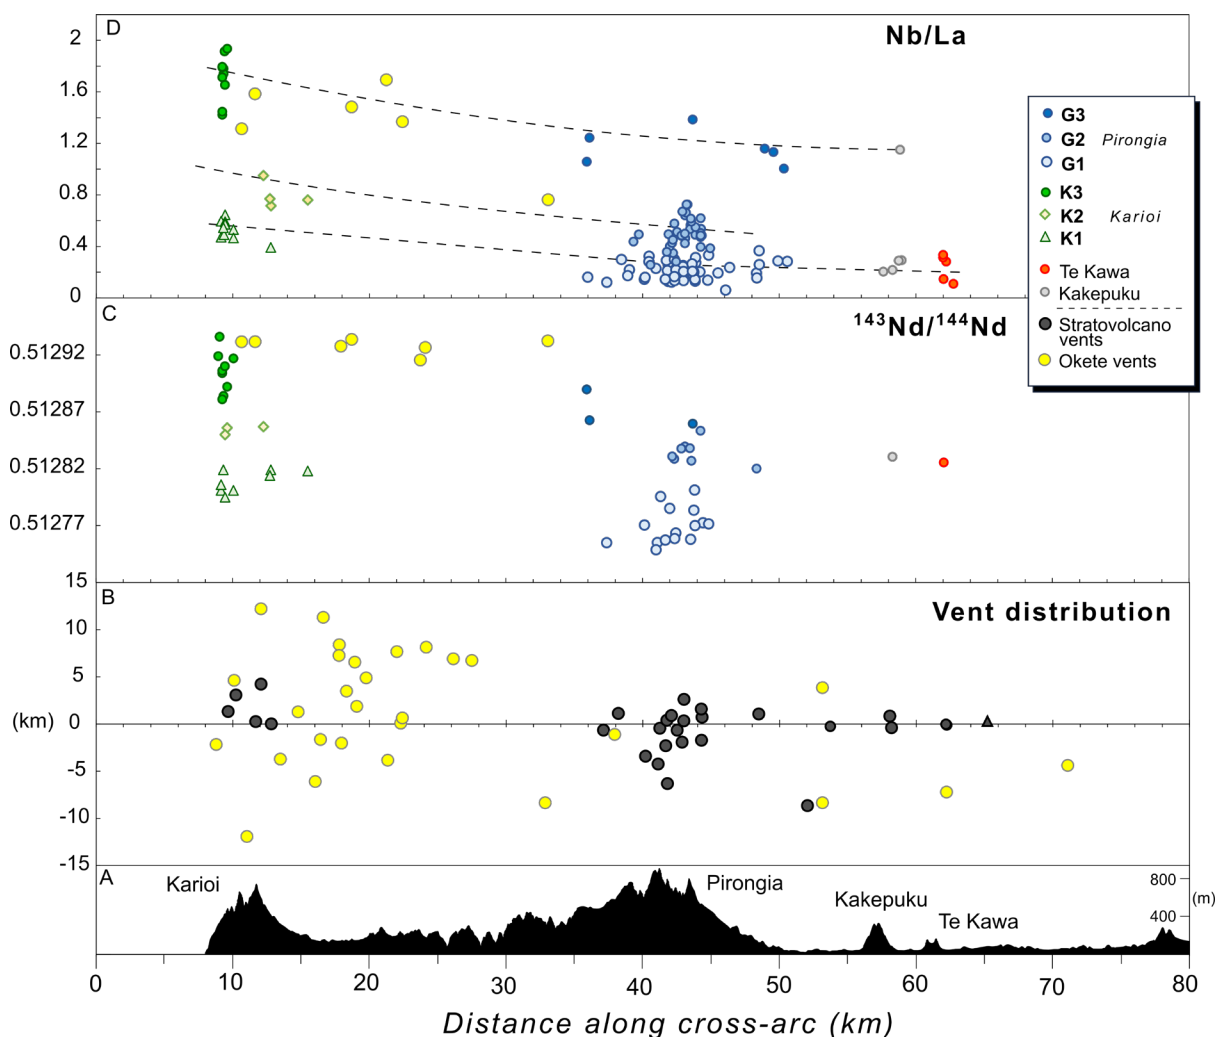 D
Nb/La
2
1.6
1.2
0.8
0.4
0
G3
G2 Pirongia
G1
K3
K2 Karioi
K1
Te Kawa
Kakepuku
Stratovolcano
vents
Okete vents
C
143Nd/144Nd
0.51292
0.51287
0.51282
0.51277
15
B
Vent distribution
10
5
(km) 0
-5
-10
-15
A
Karioi
Pirongia
Kakepuku
Te Kawa
800
(m)
400
0 10 20 30 40 50 60 70 80
Distance along cross-arc (km)